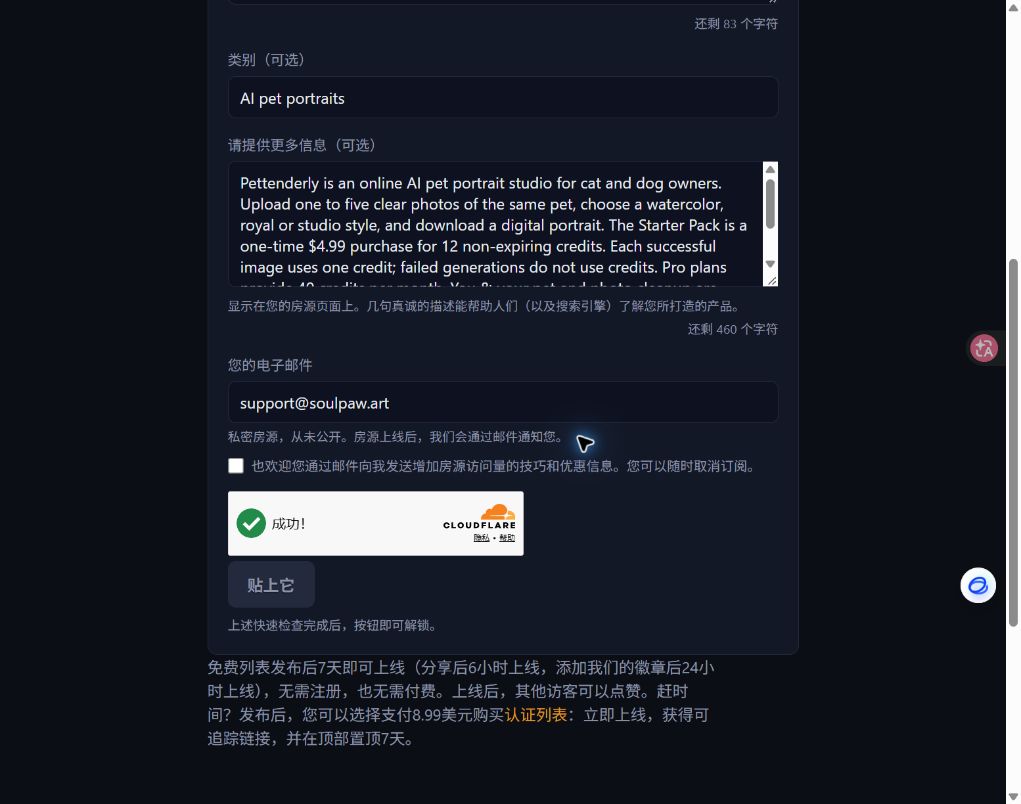 还剩 83 个字符
类别（可选）
AI pet portraits
请提供更多信息（可选）
Pettenderly is an online AI pet portrait studio for cat and dog owners.
Upload one to five clear photos of the same pet, choose a watercolor,
royal or studio style, and download a digital portrait. The Starter Pack is a
one-time $4.99 purchase for 12 non-expiring credits. Each successful
image uses one credit; failed generations do not use credits. Pro plans
显示在您的房源页面上。几句真诚的描述能帮助人们（以及搜索引擎）了解您所打造的产品。
还剩 460 个字符
您的电子邮件
support@soulpaw.art
私密房源，从未公开。房源上线后，我们会通过邮件通知您。
也欢迎您通过邮件向我发送增加房源访问量的技巧和优惠信息。您可以随时取消订阅。
成功！
CLOUDFLARE
隐私 • 帮助
贴上它
上述快速检查完成后，按钮即可解锁。
免费列表发布后7天即可上线（分享后6小时上线，添加我们的徽章后24小
时上线），无需注册，也无需付费。上线后，其他访客可以点赞。赶时
间？发布后，您可以选择支付8.99美元购买认证列表：立即上线，获得可
追踪链接，并在顶部置顶7天。